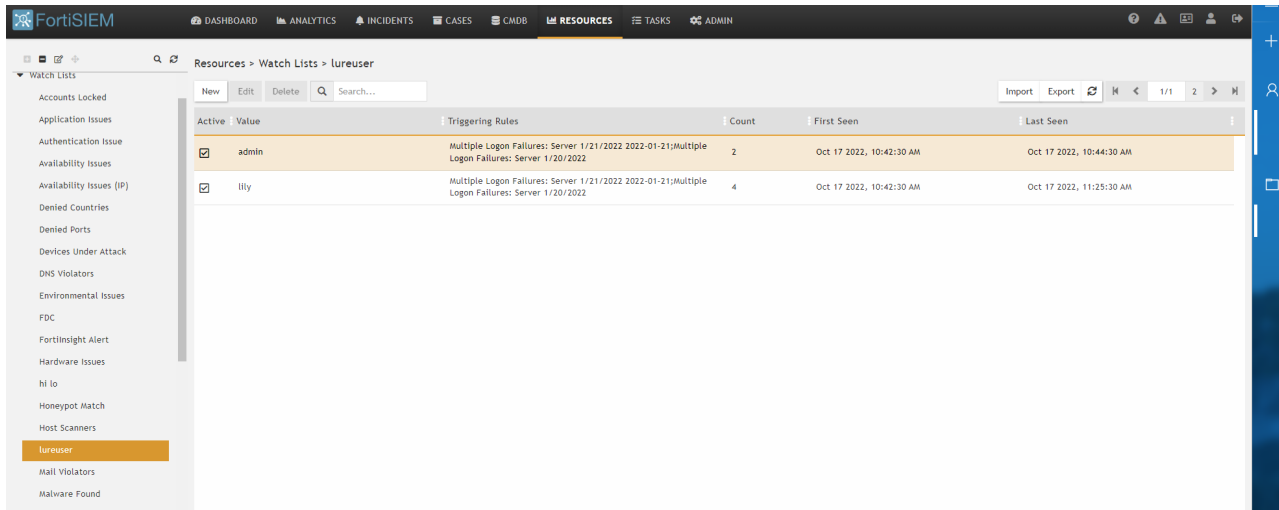 FortiSIEM
DASHBOARD ANALYTICS INCIDENTS CASES CMDB RESOURCES TASKS ADMIN
Watch Lists
Accounts Locked
Application Issues
Authentication Issue
Availability Issues
Availability Issues (IP)
Denied Countries
Denied Ports
Devices Under Attack
DNS Violators
Environmental Issues
FDC
FortiInsight Alert
Hardware Issues
hi lo
Honeypot Match
Host Scanners
lureuser
Mail Violators
Malware Found
Resources > Watch Lists > lureuser
New Edit Delete Search... Import Export 1/1 2
Active Value Triggering Rules Count First Seen Last Seen
admin Multiple Logon Failures: Server 1/21/2022 2022-01-21;Multiple 2 Oct 17 2022, 10:42:30 AM Oct 17 2022, 10:44:30 AM
Logon Failures: Server 1/20/2022
lily Multiple Logon Failures: Server 1/21/2022 2022-01-21;Multiple 4 Oct 17 2022, 10:42:30 AM Oct 17 2022, 11:25:30 AM
Logon Failures: Server 1/20/2022